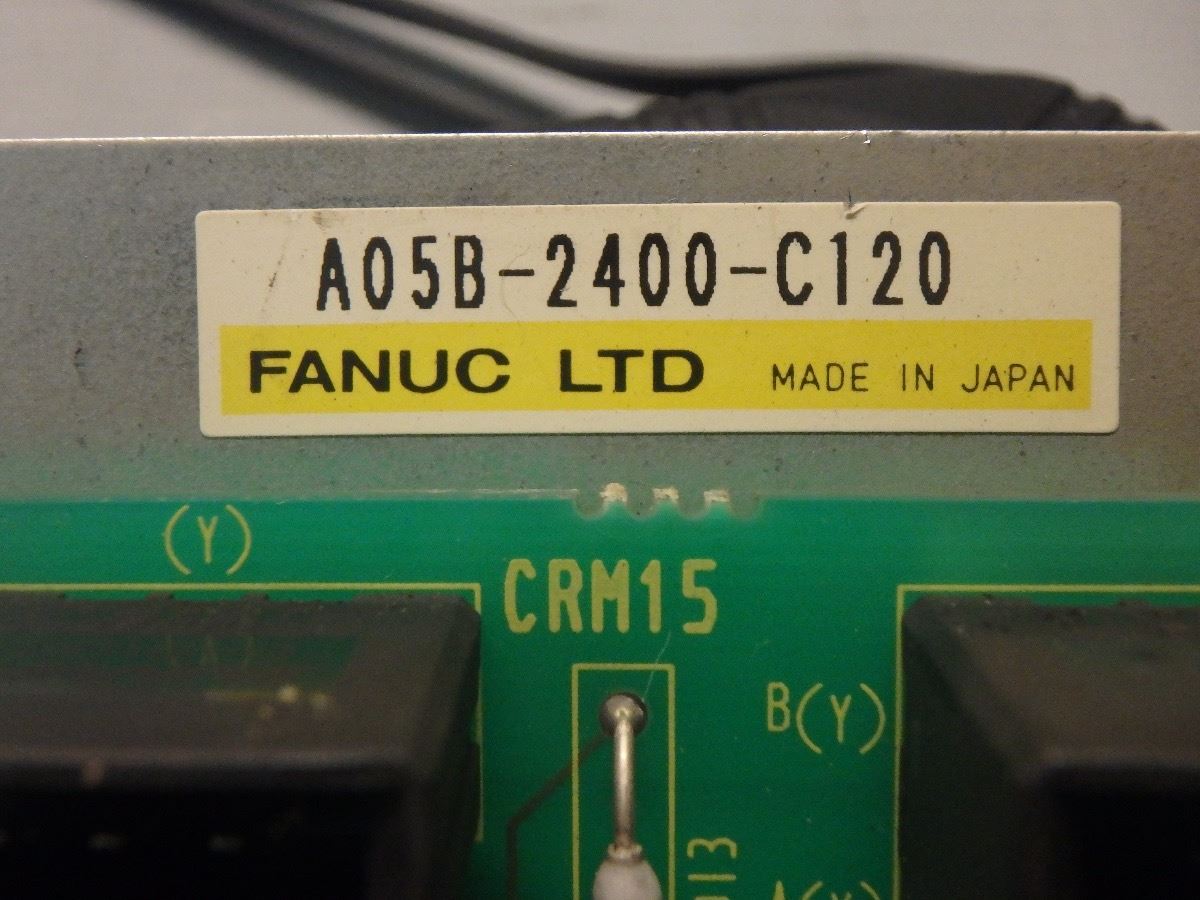 A05B-2400-C120
FANUC LTD MADE IN JAPAN
(Y)
CRM15
B(Y)